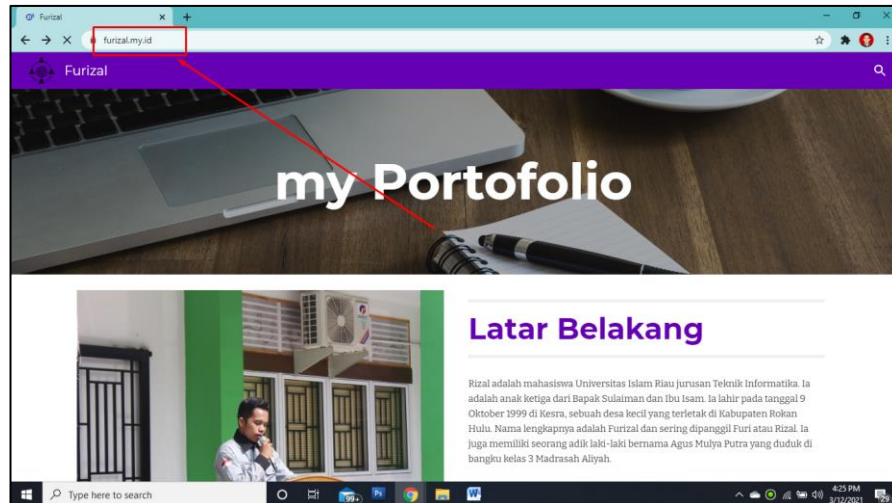 Furizal
furizal.my.id
Furizal
my Portofolio
Latar Belakang
Rizal adalah mahasiswa Universitas Islam Riau jurusan Teknik Informatika. Ia
adalah anak ketiga dari Bapak Sulaiman dan Ibu Isam. Ia lahir pada tanggal 9
Oktober 1999 di Kesra, sebuah desa kecil yang terletak di Kabupaten Rokan
Hulu. Nama lengkapnya adalah Furizal dan sering dipanggil Furi atau Rizal. Ia
juga memiliki seorang adik laki-laki bernama Agus Mulya Putra yang duduk di
bangku kelas 3 Madrasah Aliyah.
Type here to search
99+
Ps
W
4:25 PM
3/12/2021